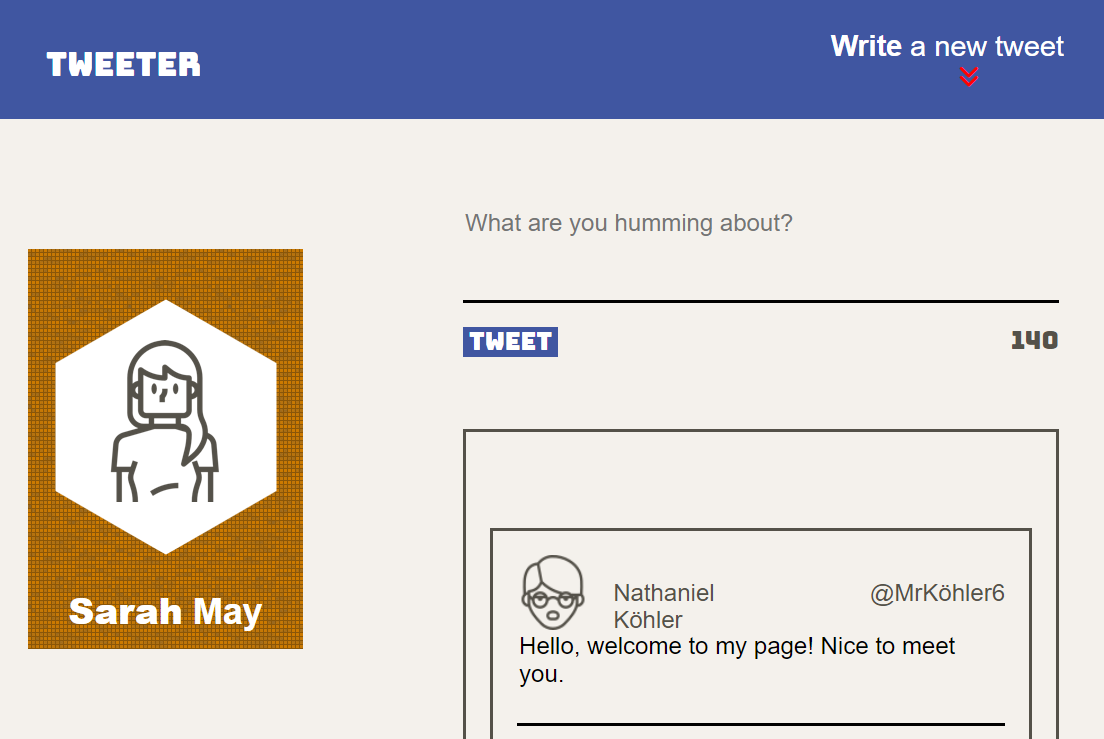 TWEETER
Write a new tweet
What are you humming about?
TWEET
140
Sarah May
Nathaniel
Köhler
@MrKöhler6
Hello, welcome to my page! Nice to meet
you.